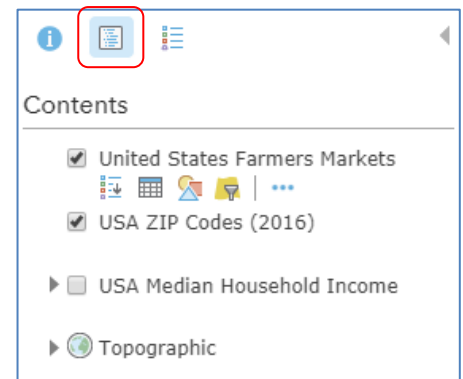 Contents
United States Farmers Markets
USA ZIP Codes (2016)
USA Median Household Income
Topographic